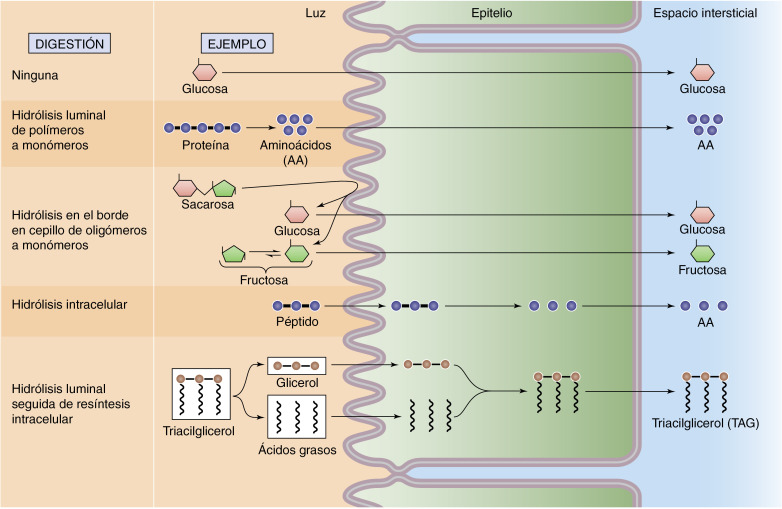 Luz
Epitelio
Espacio intersticial
DIGESTIÓN
EJEMPLO
Ninguna
Glucosa
Glucosa
Hidrólisis luminal
de polímeros
a monómeros
Proteína
Aminoácidos
(AA)
AA
Hidrólisis en el borde
en cepillo de oligómeros
a monómeros
Sacarosa
Glucosa
Glucosa
Fructosa
Fructosa
Hidrólisis intracelular
Péptido
AA
Hidrólisis luminal
seguida de resíntesis
intracelular
Triacilglicerol
Glicerol
Ácidos grasos
Triacilglicerol (TAG)